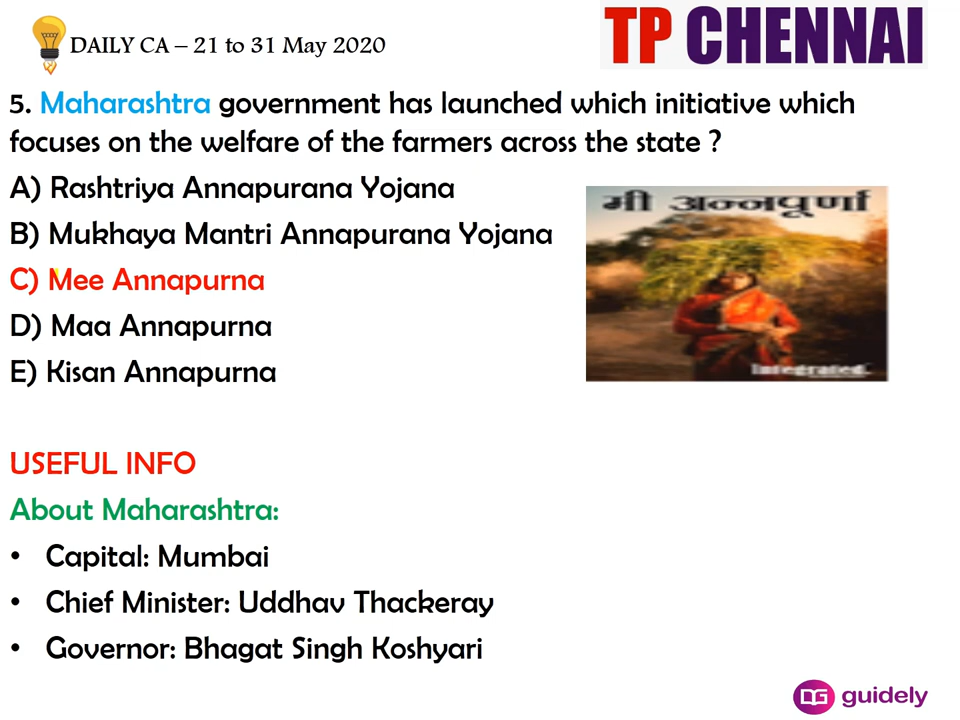 DAILY CA – 21 to 31 May 2020
TP CHENNAI
5. Maharashtra government has launched which initiative which
focuses on the welfare of the farmers across the state ?
A) Rashtriya Annapurana Yojana
B) Mukhaya Mantri Annapurana Yojana
C) Mee Annapurna
D) Maa Annapurna
E) Kisan Annapurna
मी अन्नपूर्णा
Integrated
USEFUL INFO
About Maharashtra:
• Capital: Mumbai
• Chief Minister: Uddhav Thackeray
• Governor: Bhagat Singh Koshyari
guidely